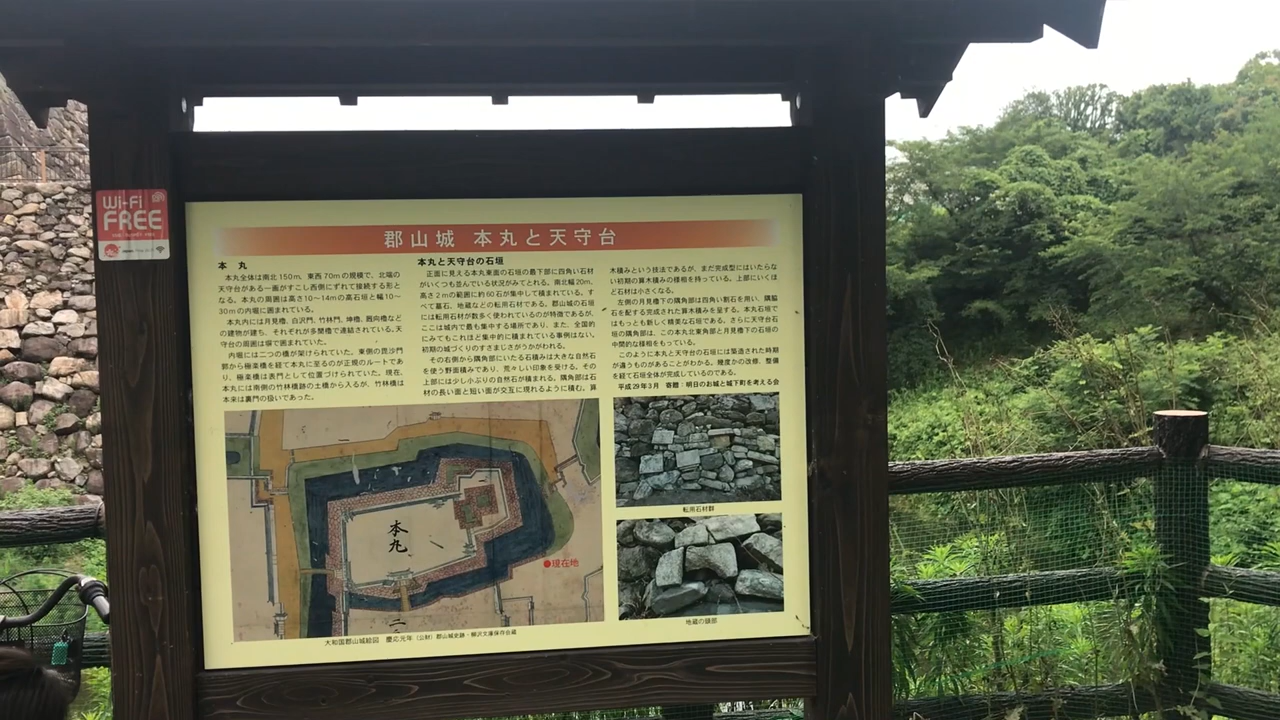 Wi-Fi
FREE
郡山城 本丸と天守台
本 丸
本丸全体は南北150m、東西70mの規模で、北端の
天守台がある一画がすこし西側にずれて接続する形と
なる。本丸の周囲は高さ10〜14mの高石垣と幅10〜
30mの内堀に囲まれている。
本丸内には月見櫓、白沢門、竹林門、坤櫓、厩向櫓など
の建物が建ち、それぞれが多聞櫓で連結されている。天
守台の周囲は塀で囲まれていた。
内堀には二つの橋が架けられていた。東側の毘沙門
郭から極楽橋を経て本丸に至るのが正規のルートであ
り、極楽橋は表門として位置づけられていた。現在、
本丸には南側の竹林橋跡の土橋から入るが、竹林橋は
本来は裏門の扱いであった。
本丸と天守台の石垣
正面に見える本丸東面の石垣の最下部に四角い石材
がいくつも並んでいる状況がみてとれる。南北幅20m、
高さ2mの範囲に約60石が集中して積まれている。す
べて墓石、地蔵などの転用石材である。郡山城の石垣
には転用石材が数多く使われているのが特徴であるが、
ここは城内で最も集中する場所であり、また、全国的
にみてもこれほど集中的に積まれている事例はない。
初期の城づくりのすさまじさがうかがわれる。
その右側から隅角部にいたる石積みは大きな自然石
を使う野面積みであり、荒々しい印象を受ける。その
上部には少し小ぶりの自然石が積まれる。隅角部は石
材の長い面と短い面が交互に現れるように積む。算
木積みという技法であるが、まだ完成型にはいたらな
い初期の算木積みの様相を持っている。上部にいくほ
ど石材は小さくなる。
左側の月見櫓下の隅角部は四角い割石を用い、隅脇
石を配する完成された算木積みを呈する。本丸石垣で
はもっとも新しく精美な石垣である。さらに天守台石
垣の隅角部は、この本丸北東角部と月見櫓下の石垣の
中間的な様相をもっている。
このように本丸と天守台の石垣には築造された時期
が違うものがあることがわかる。幾度かの改修、整備
を経て石垣全体が完成しているのである。
平成29年3月 寄贈：明日のお城と城下町を考える会
本丸
二
現在地
転用石材群
地蔵の頭部
大和国郡山城絵図 慶応元年（公財）郡山城史跡・柳沢文庫保存会蔵